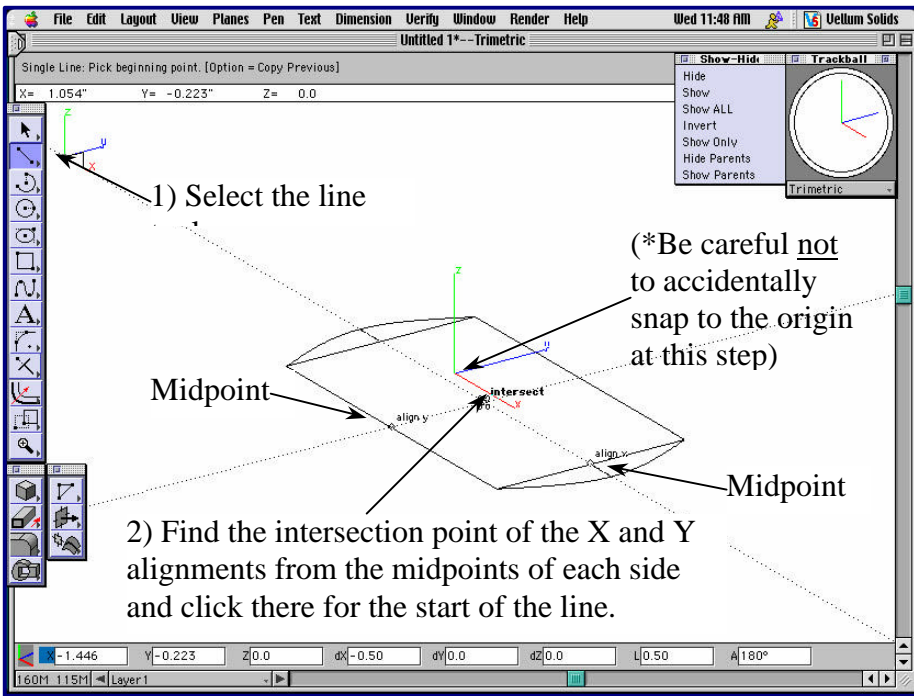 File Edit Layout View Planes Pen Text Dimension Verify Window Render Help Wed 11:48 AM Vellum Solids
Untitled 1*--Trimetric
Single Line: Pick beginning point. [Option = Copy Previous]
X= 1.054" Y= -0.223" Z= 0.0
Show-Hide
Hide
Show
Show ALL
Invert
Show Only
Hide Parents
Show Parents
Trackball
Trimetric
z
y
x
1) Select the line
(*Be careful not
to accidentally
snap to the origin
at this step)
z
y
x
intersect
Midpoint
align y
align x
Midpoint
2) Find the intersection point of the X and Y
alignments from the midpoints of each side
and click there for the start of the line.
X -1.446 Y -0.223 Z 0.0 dX -0.50 dY 0.0 dZ 0.0 L 0.50 A 180°
160M 115M Layer1